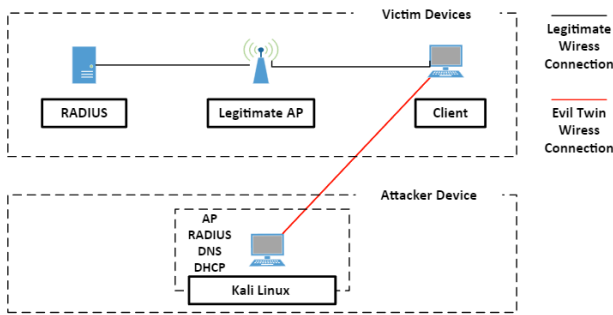 Victim Devices
RADIUS
Legitimate AP
Client
Legitimate
Wiress
Connection
Evil Twin
Wiress
Connection
Attacker Device
AP
RADIUS
DNS
DHCP
Kali Linux